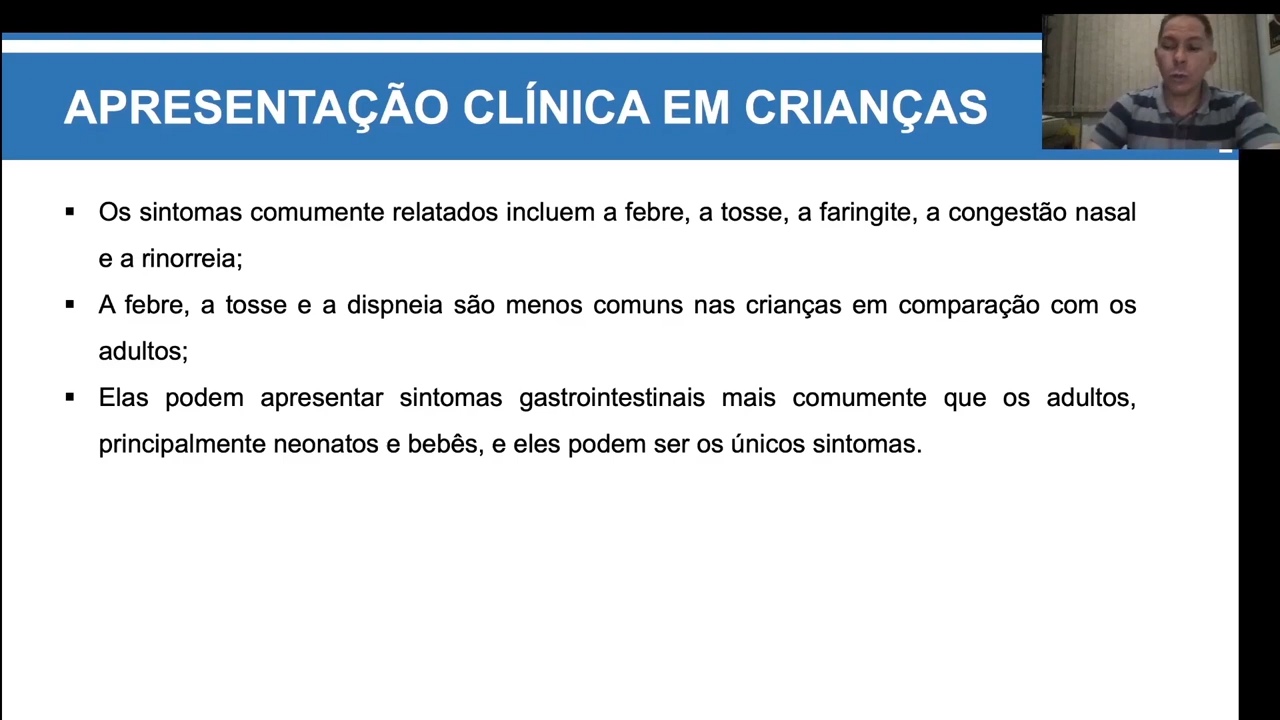 APRESENTAÇÃO CLÍNICA EM CRIANÇAS
▪ Os sintomas comumente relatados incluem a febre, a tosse, a faringite, a congestão nasal
e a rinorreia;
▪ A febre, a tosse e a dispneia são menos comuns nas crianças em comparação com os
adultos;
▪ Elas podem apresentar sintomas gastrointestinais mais comumente que os adultos,
principalmente neonatos e bebês, e eles podem ser os únicos sintomas.